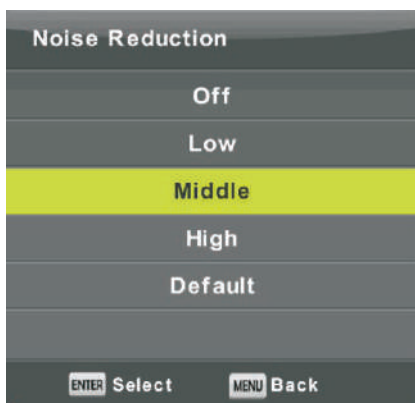 Noise Reduction
Off
Low
Middle
High
Default
ENTER Select MENU Back